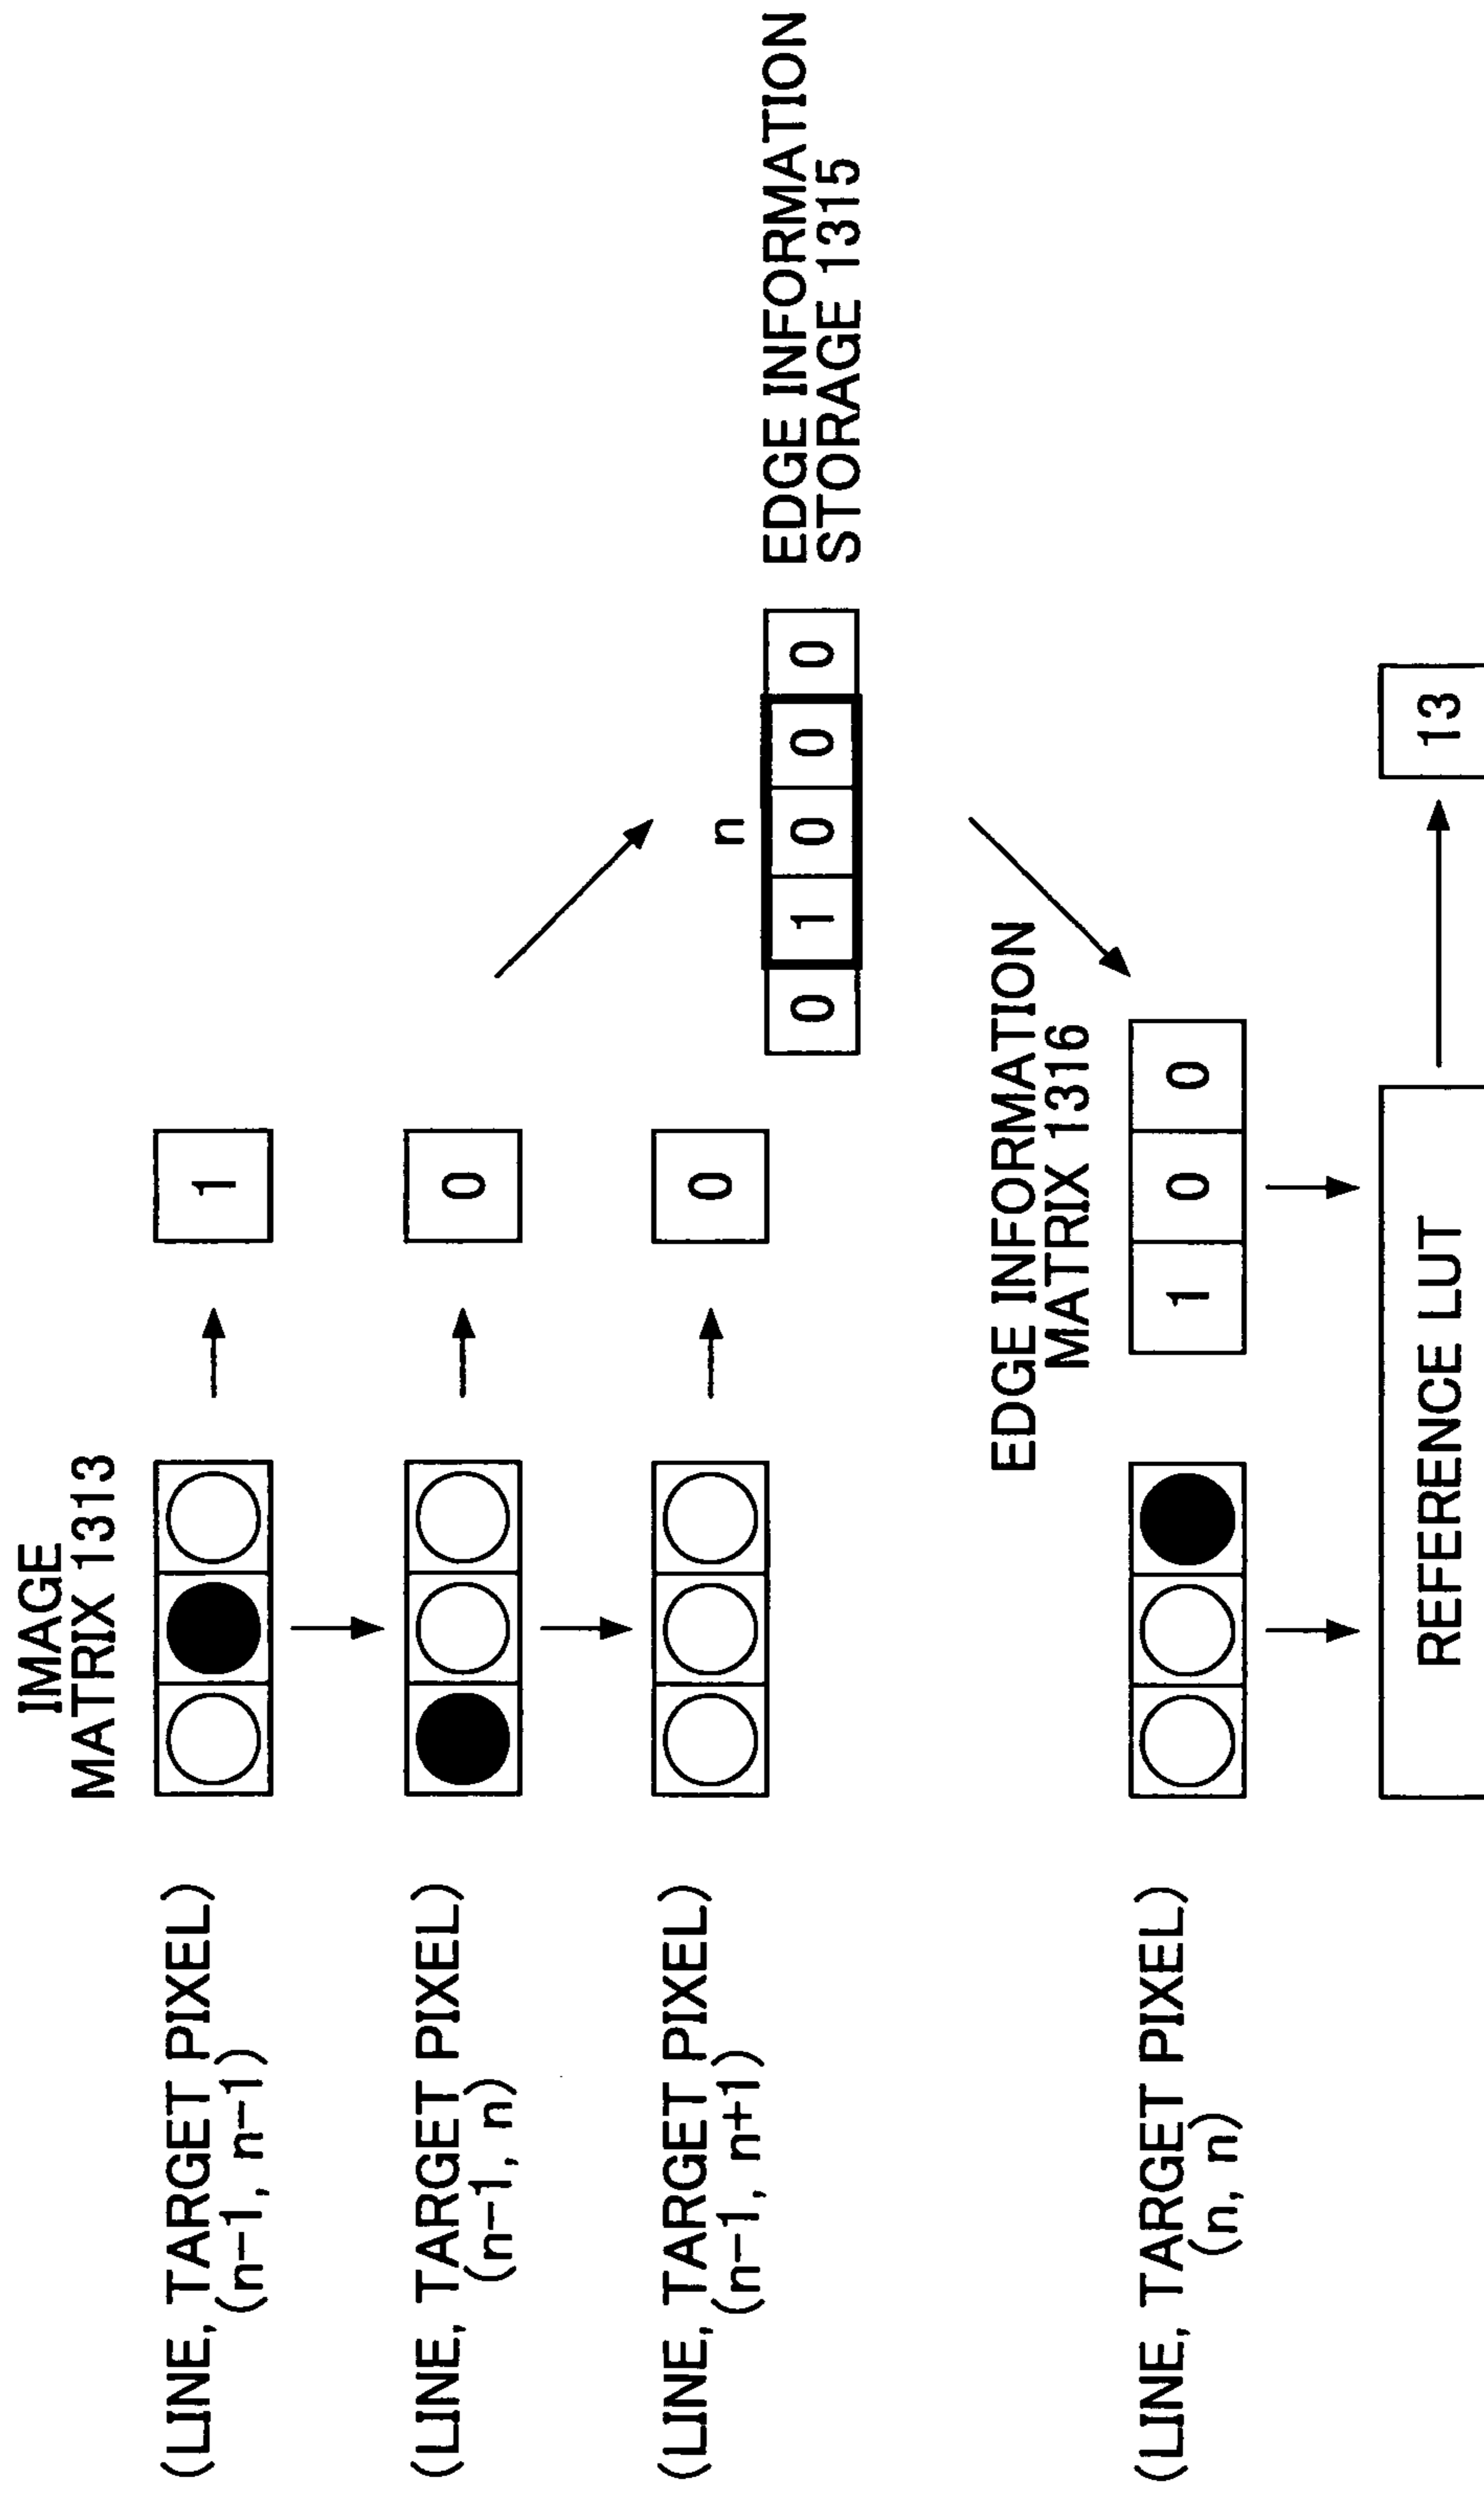 IMAGE
MATRIX 1313
(LINE, TARGET PIXEL)
(n-1, n-1)
1
(LINE, TARGET PIXEL)
(n-1, n)
0
(LINE, TARGET PIXEL)
(n-1, n+1)
0
n
0 1 0 0 0
EDGE INFORMATION
STORAGE 1315
EDGE INFORMATION
MATRIX 1316
(LINE, TARGET PIXEL)
(n, n)
1 0 0
REFERENCE LUT
13